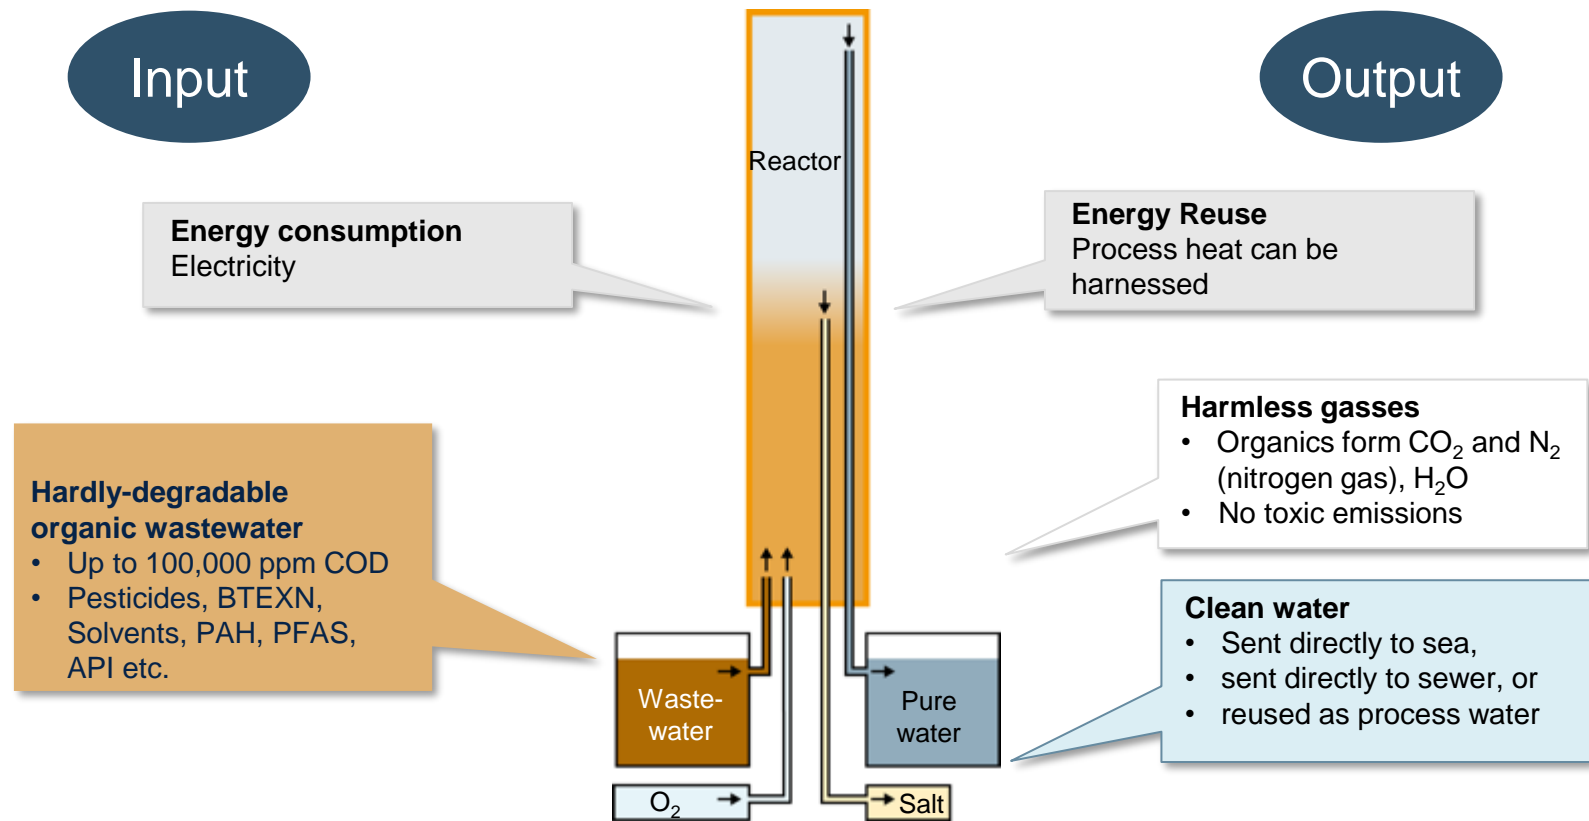 Input
Output
Reactor
Energy consumption
Electricity
Energy Reuse
Process heat can be
harnessed
Hardly-degradable
organic wastewater
• Up to 100,000 ppm COD
• Pesticides, BTEXN,
Solvents, PAH, PFAS,
API etc.
Harmless gasses
• Organics form CO₂ and N₂
(nitrogen gas), H₂O
• No toxic emissions
Clean water
• Sent directly to sea,
• sent directly to sewer, or
• reused as process water
Waste-
water
Pure
water
O₂
Salt